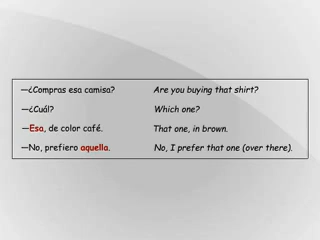 —¿Compras esa camisa? Are you buying that shirt?
—¿Cuál? Which one?
—Esa, de color café. That one, in brown.
—No, prefiero aquella. No, I prefer that one (over there).